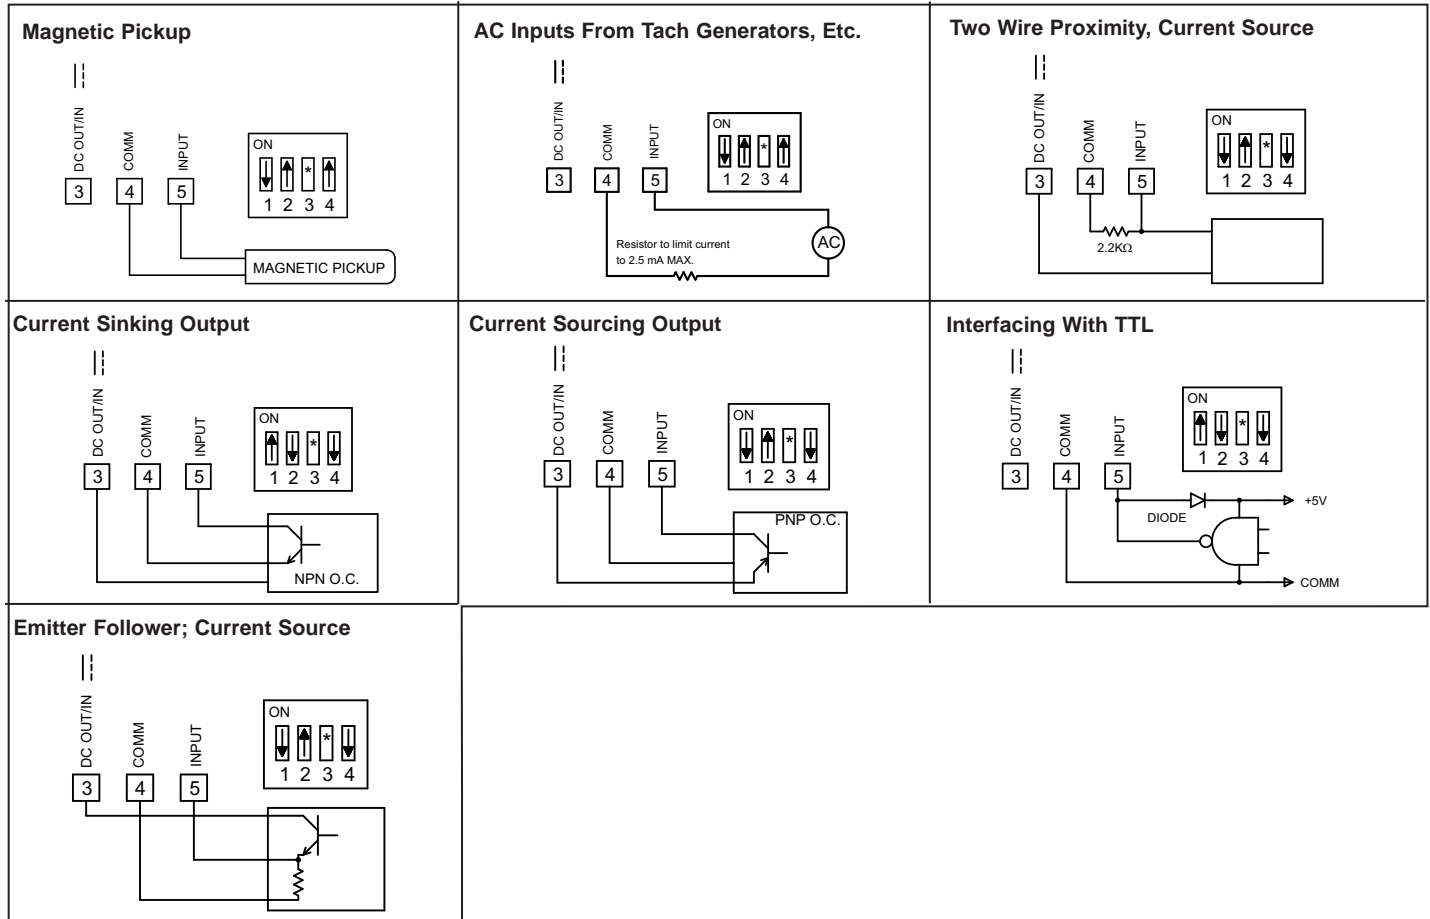 Magnetic Pickup
DC OUT/IN
COMM
INPUT
3
4
5
ON
*
1 2 3 4
MAGNETIC PICKUP
AC Inputs From Tach Generators, Etc.
DC OUT/IN
COMM
INPUT
3
4
5
ON
*
1 2 3 4
AC
Resistor to limit current
to 2.5 mA MAX.
Two Wire Proximity, Current Source
DC OUT/IN
COMM
INPUT
3
4
5
ON
*
1 2 3 4
2.2KΩ
Current Sinking Output
DC OUT/IN
COMM
INPUT
3
4
5
ON
*
1 2 3 4
NPN O.C.
Current Sourcing Output
DC OUT/IN
COMM
INPUT
3
4
5
ON
*
1 2 3 4
PNP O.C.
Interfacing With TTL
DC OUT/IN
COMM
INPUT
3
4
5
ON
*
1 2 3 4
DIODE
+5V
COMM
Emitter Follower; Current Source
DC OUT/IN
COMM
INPUT
3
4
5
ON
*
1 2 3 4